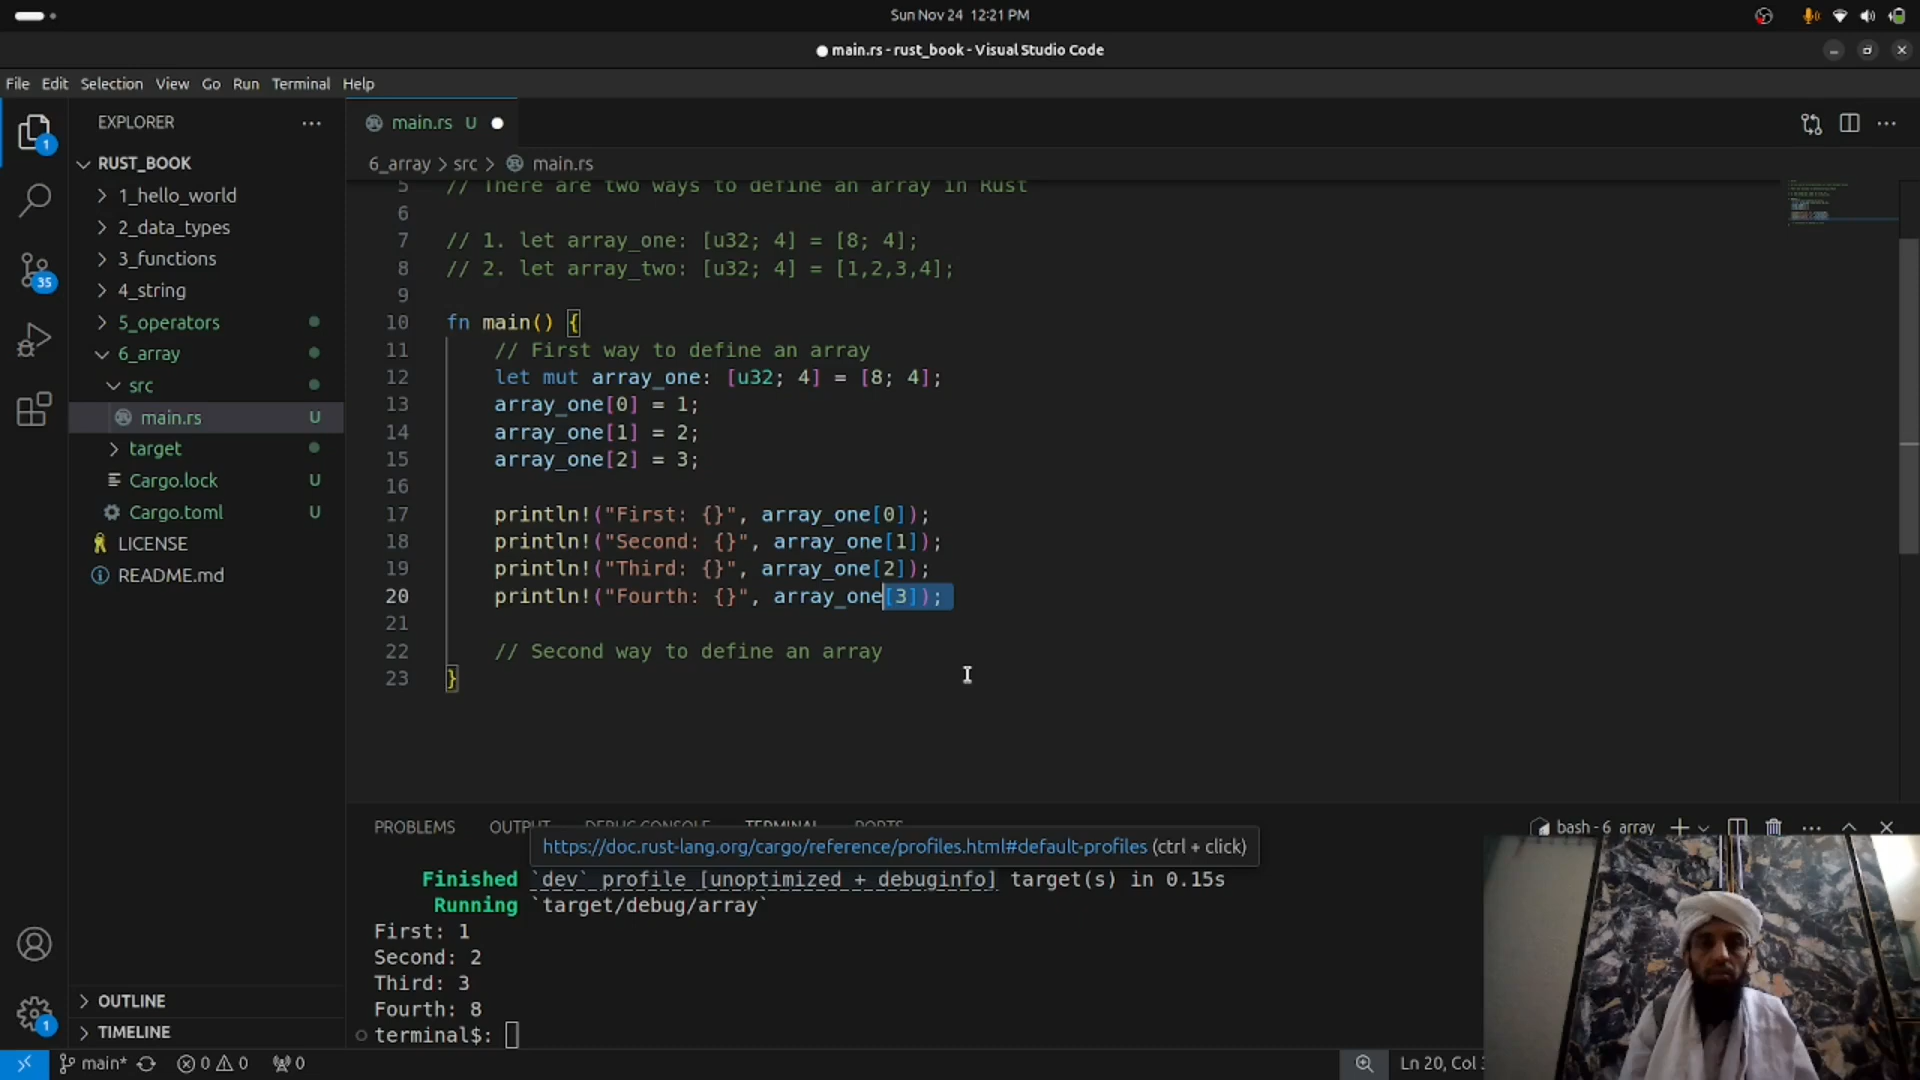 Sun Nov 24 12:21 PM
main.rs - rust_book - Visual Studio Code
File Edit Selection View Go Run Terminal Help
EXPLORER
main.rs U
RUST_BOOK
6_array > src > main.rs
1_hello_world
2_data_types
3_functions
4_string
5_operators
6_array
src
main.rs U
target
Cargo.lock U
Cargo.toml U
LICENSE
README.md
OUTLINE
TIMELINE
1
35
1
5 // There are two ways to define an array in Rust
6
7 // 1. let array_one: [u32; 4] = [8; 4];
8 // 2. let array_two: [u32; 4] = [1,2,3,4];
9
10 fn main() {
11 // First way to define an array
12 let mut array_one: [u32; 4] = [8; 4];
13 array_one[0] = 1;
14 array_one[1] = 2;
15 array_one[2] = 3;
16
17 println!("First: {}", array_one[0]);
18 println!("Second: {}", array_one[1]);
19 println!("Third: {}", array_one[2]);
20 println!("Fourth: {}", array_one[3]);
21
22 // Second way to define an array
23 }
PROBLEMS OUTPUT DEBUG CONSOLE TERMINAL PORTS
bash - 6_array
https://doc.rust-lang.org/cargo/reference/profiles.html#default-profiles (ctrl + click)
Finished `dev` profile [unoptimized + debuginfo] target(s) in 0.15s
Running `target/debug/array`
First: 1
Second: 2
Third: 3
Fourth: 8
terminal$:
main* 0 0 0
Ln 20, Col